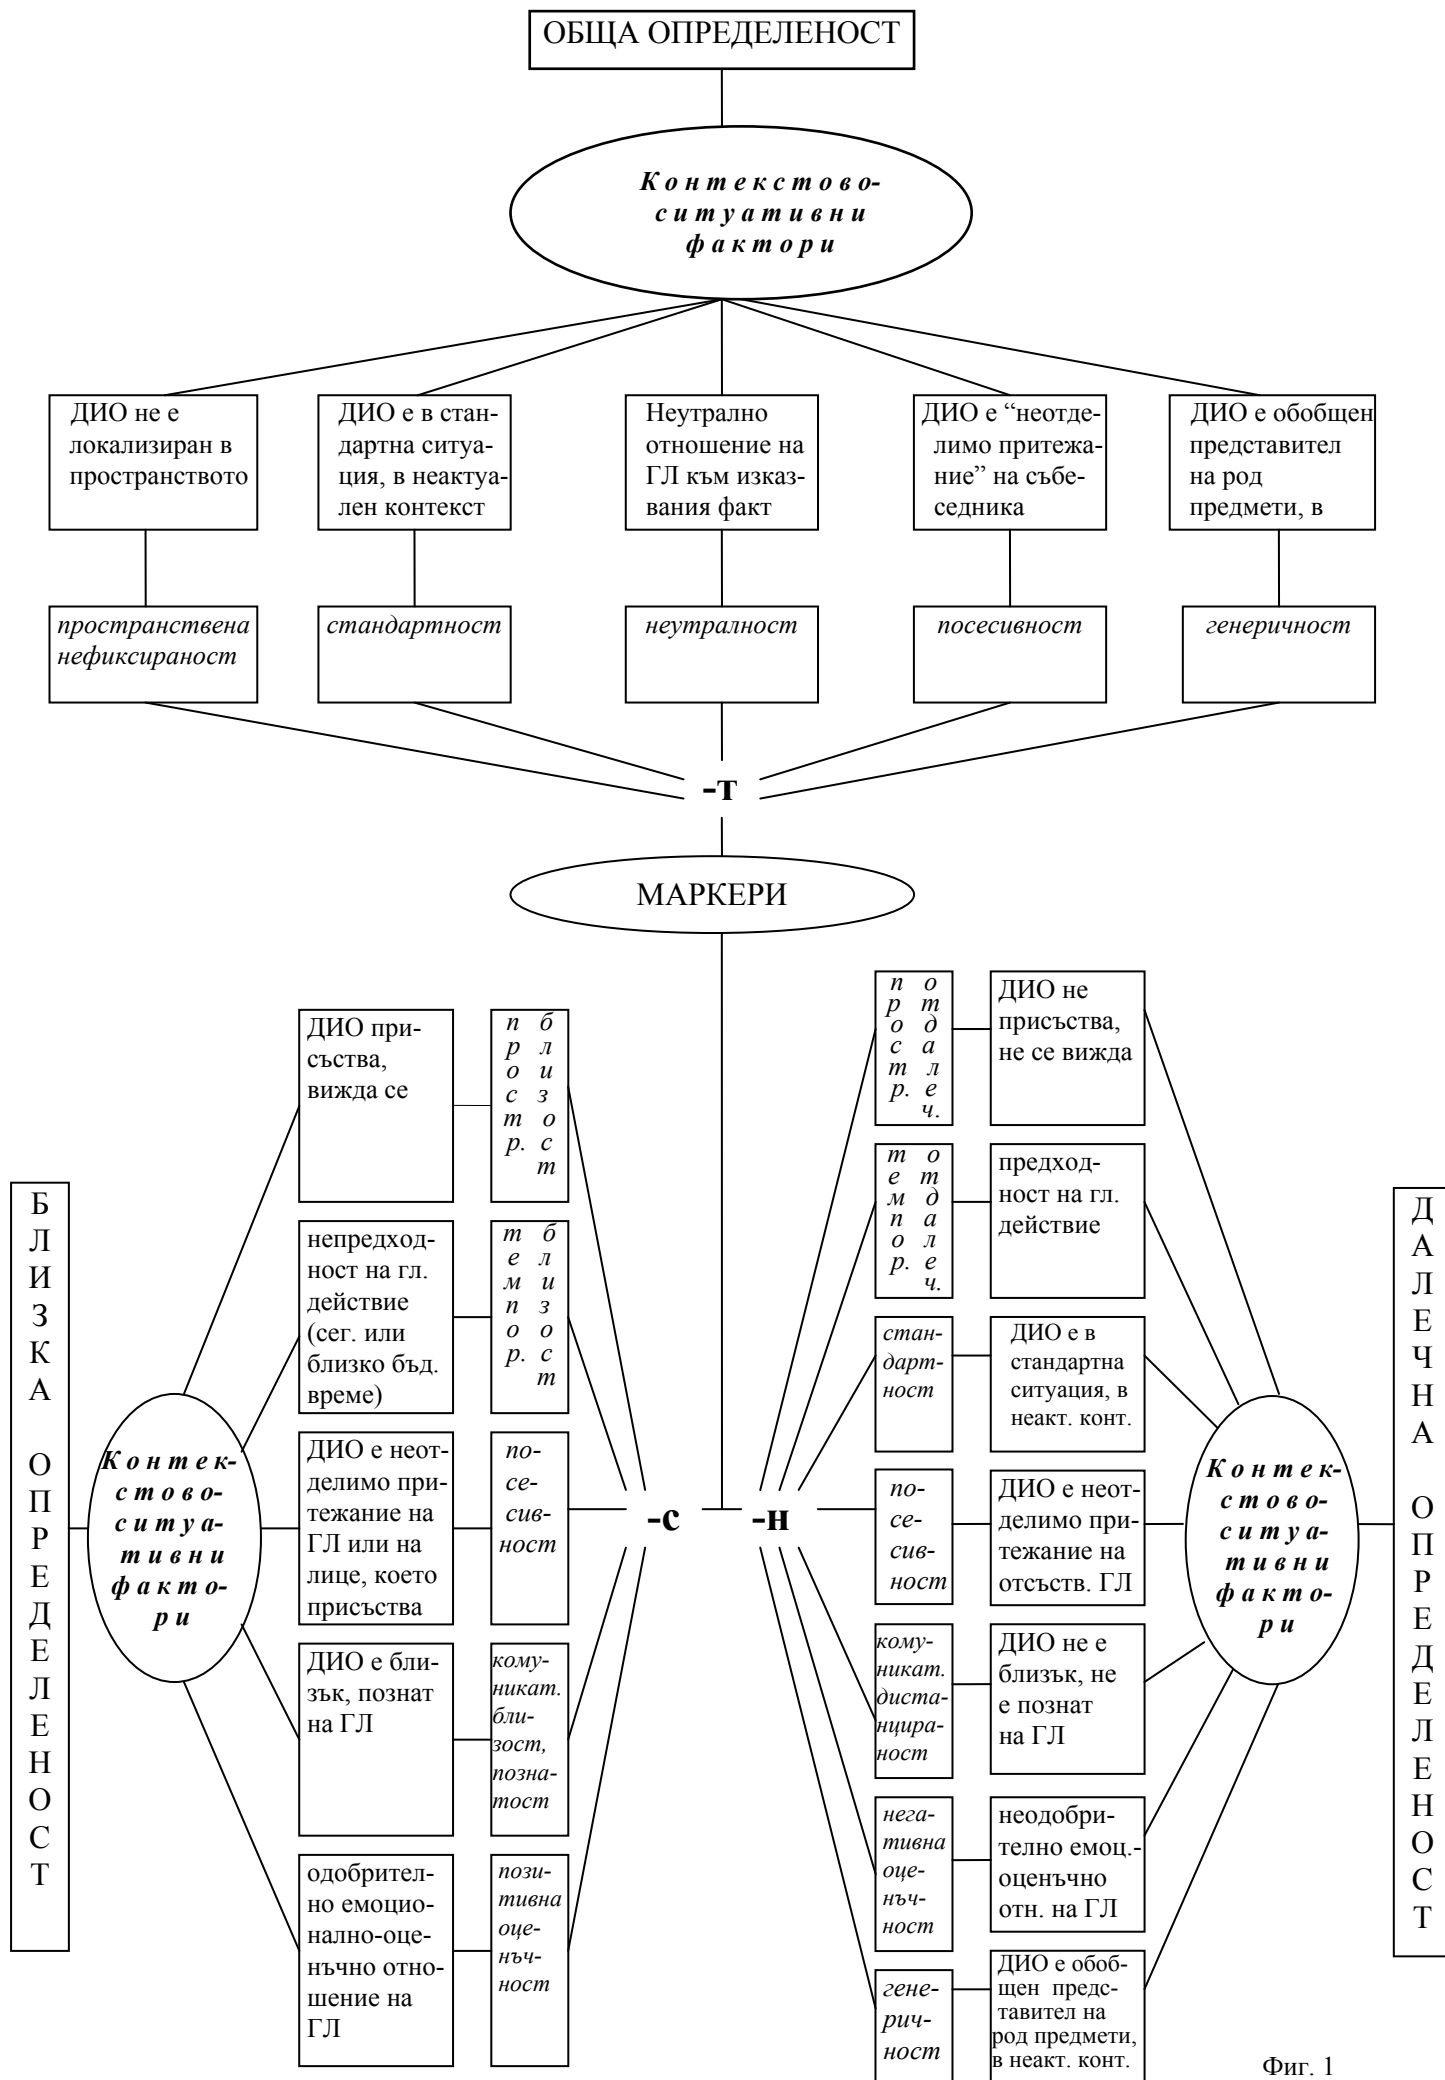 ОБЩА ОПРЕДЕЛЕНОСТ
Контекстово-
ситуативни
фактори
ДИО не е
локализиран в
пространството
ДИО е в стан-
дартна ситуа-
ция, в неактуа-
лен контекст
Неутрално
отношение на
ГЛ към изказ-
вания факт
ДИО е “неотде-
лимо притежа-
ние” на събе-
седника
ДИО е обобщен
представител
на род
предмети, в
пространствена
нефиксираност
стандартност
неутралност
посесивност
генеричност
-т
МАРКЕРИ
БЛИЗКА ОПРЕДЕЛЕНОСТ
Контек-
стово-
ситуа-
тивни
факто-
ри
ДИО при-
съства,
вижда се
простр. близост
непредход-
ност на гл.
действие
(сег. или
близко бъд.
време)
темпор. близост
ДИО е неот-
делимо при-
тежание на
ГЛ или на
лице, което
присъства
по-
се-
сив-
ност
ДИО е бли-
зък, познат
на ГЛ
кому-
никат.
бли-
зост,
позна-
тост
одобрител-
но емоцио-
нално-оце-
нъчно отно-
шение на
ГЛ
пози-
тивна
оце-
нъч-
ност
-с
-н
простр. отдалеч.
ДИО не
присъства,
не се вижда
темпор. отдалеч.
предход-
ност на гл.
действие
стан-
дарт-
ност
ДИО е в
стандартна
ситуация, в
неакт. конт.
по-
се-
сив-
ност
ДИО е неот-
делимо при-
тежание на
отсъств. ГЛ
кому-
никат.
диста-
нцира-
ност
ДИО не е
близък, не
е познат
на ГЛ
нега-
тивна
оце-
нъч-
ност
неодобри-
телно емоц.-
оценъчно
отн. на ГЛ
гене-
рич-
ност
ДИО е обоб-
щен предс-
тавител на
род предмети,
в неакт. конт.
Контек-
стово-
ситуа-
тивни
факто-
ри
ДАЛЕЧНА ОПРЕДЕЛЕНОСТ
Фиг. 1